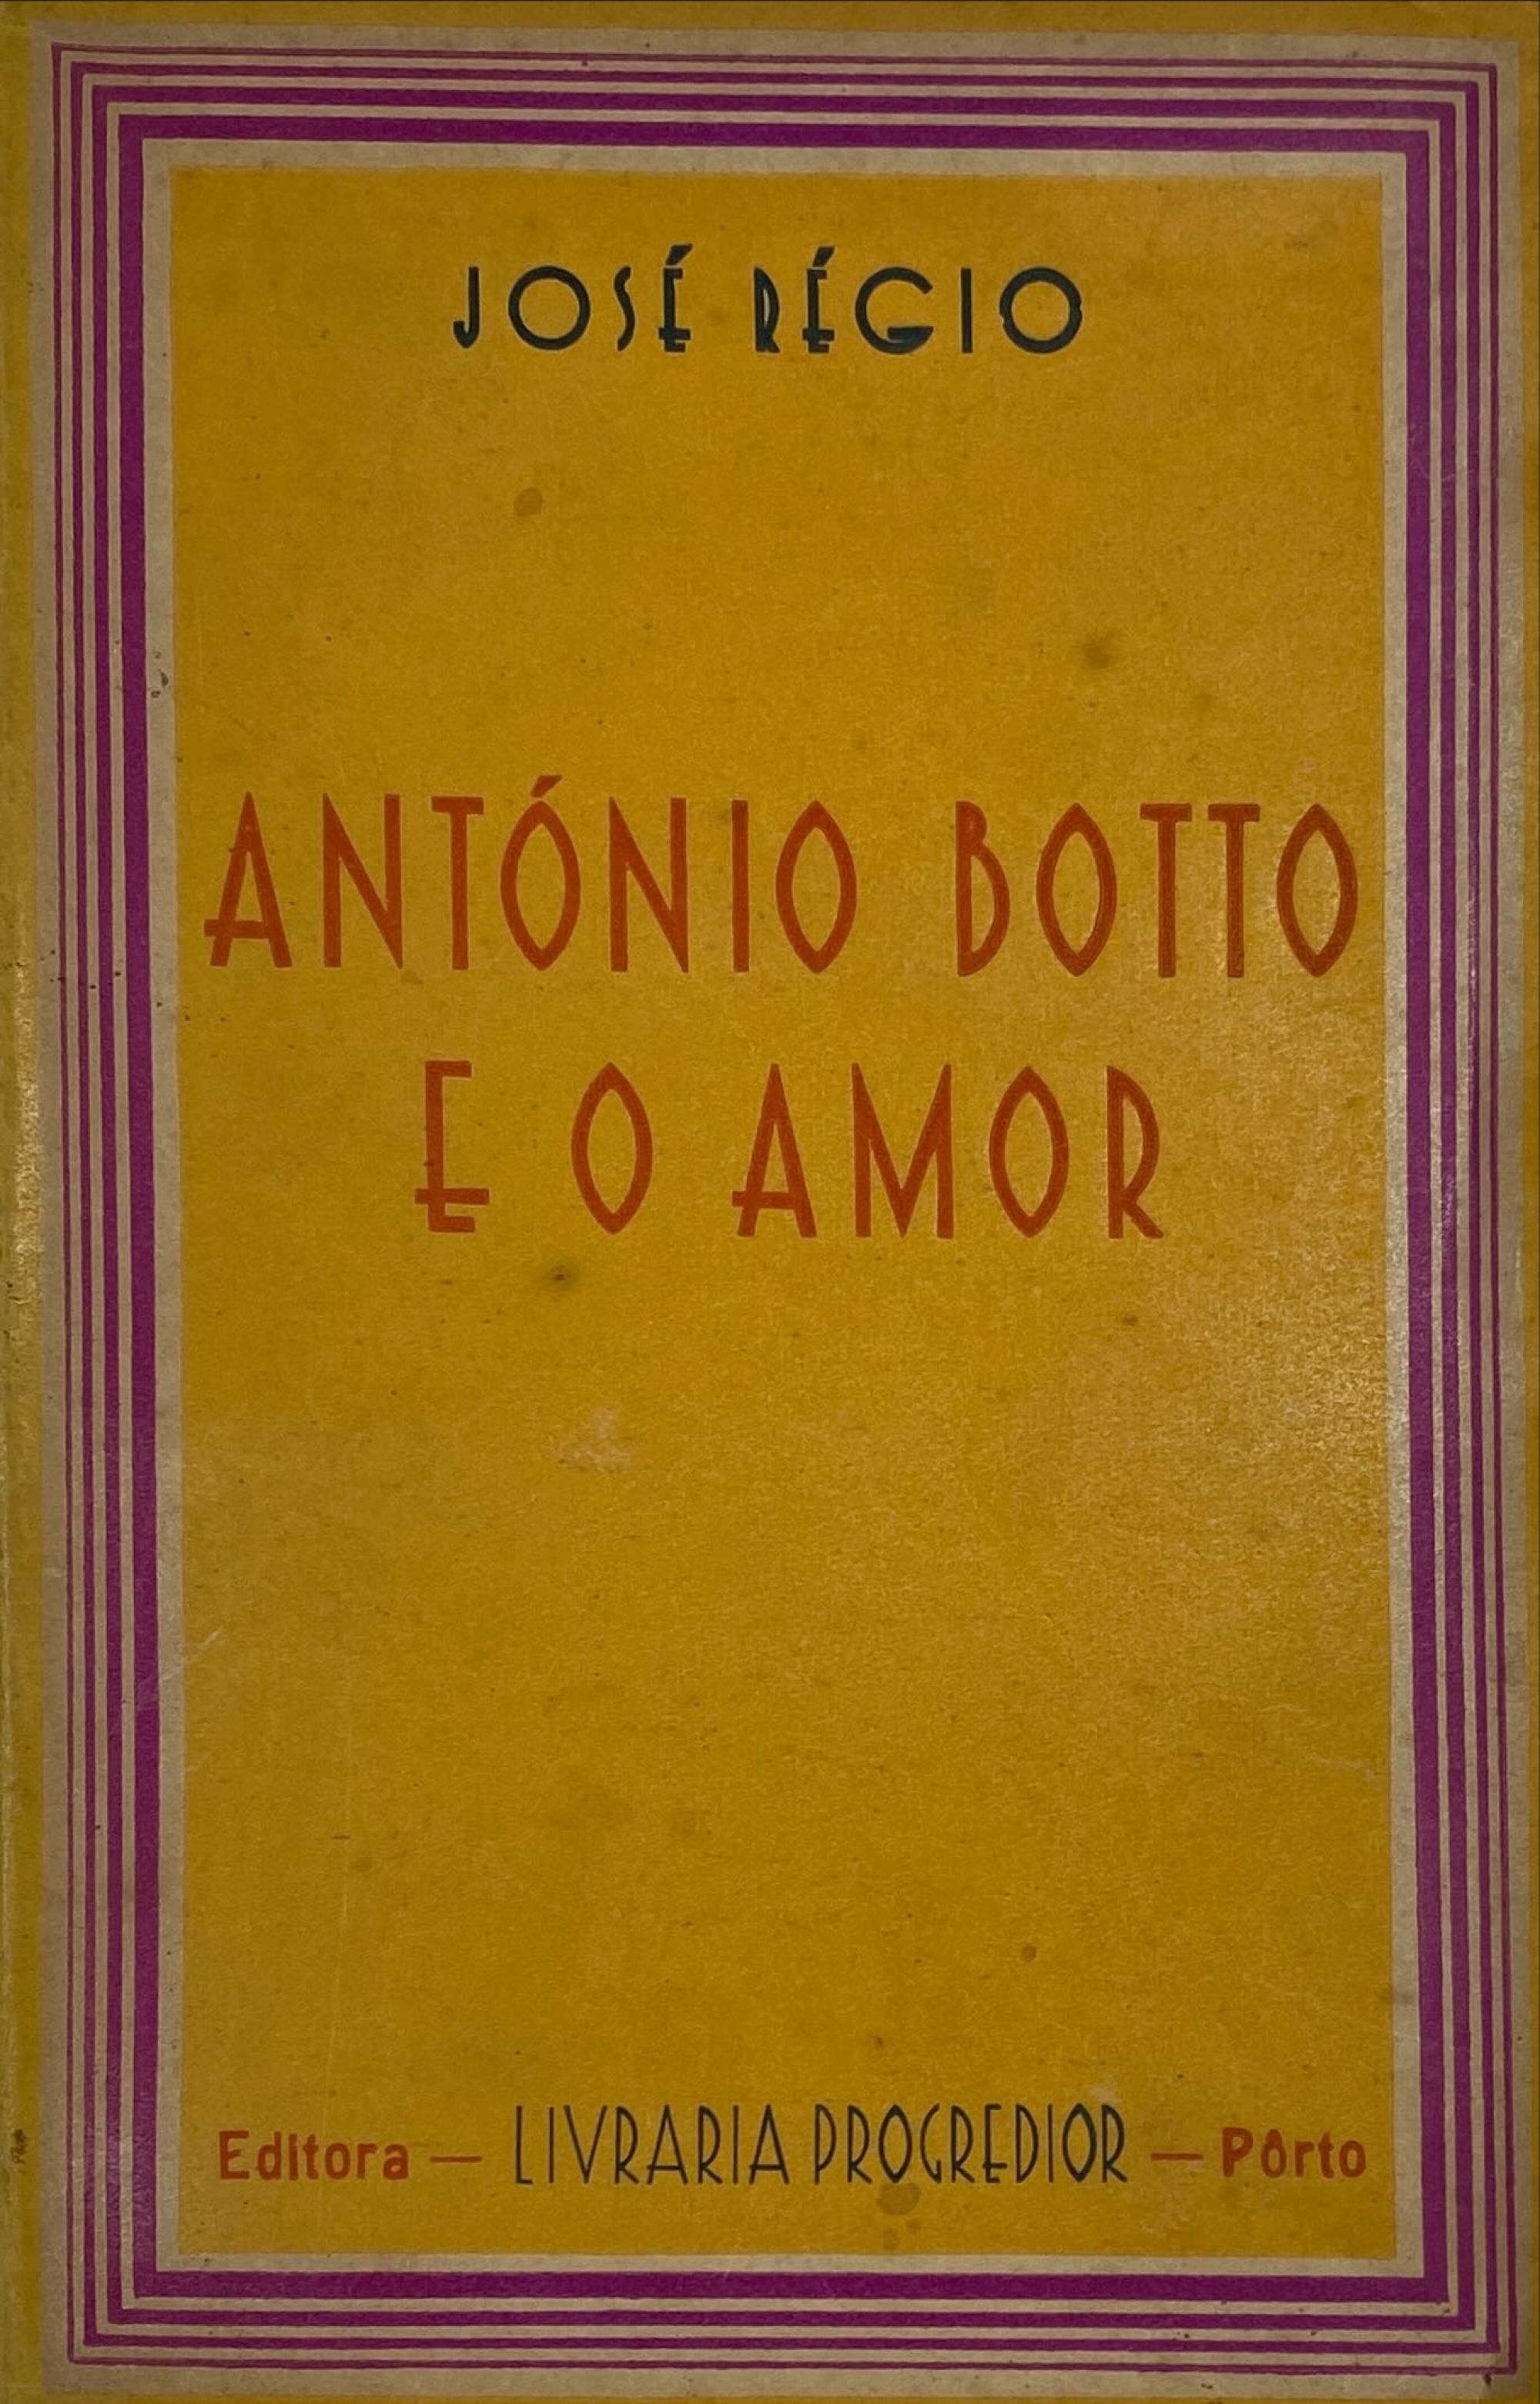 JOSÉ RÉGIO
ANTÓNIO BOTTO
E O AMOR
Editora — LIVRARIA PROGREDIOR — Pôrto